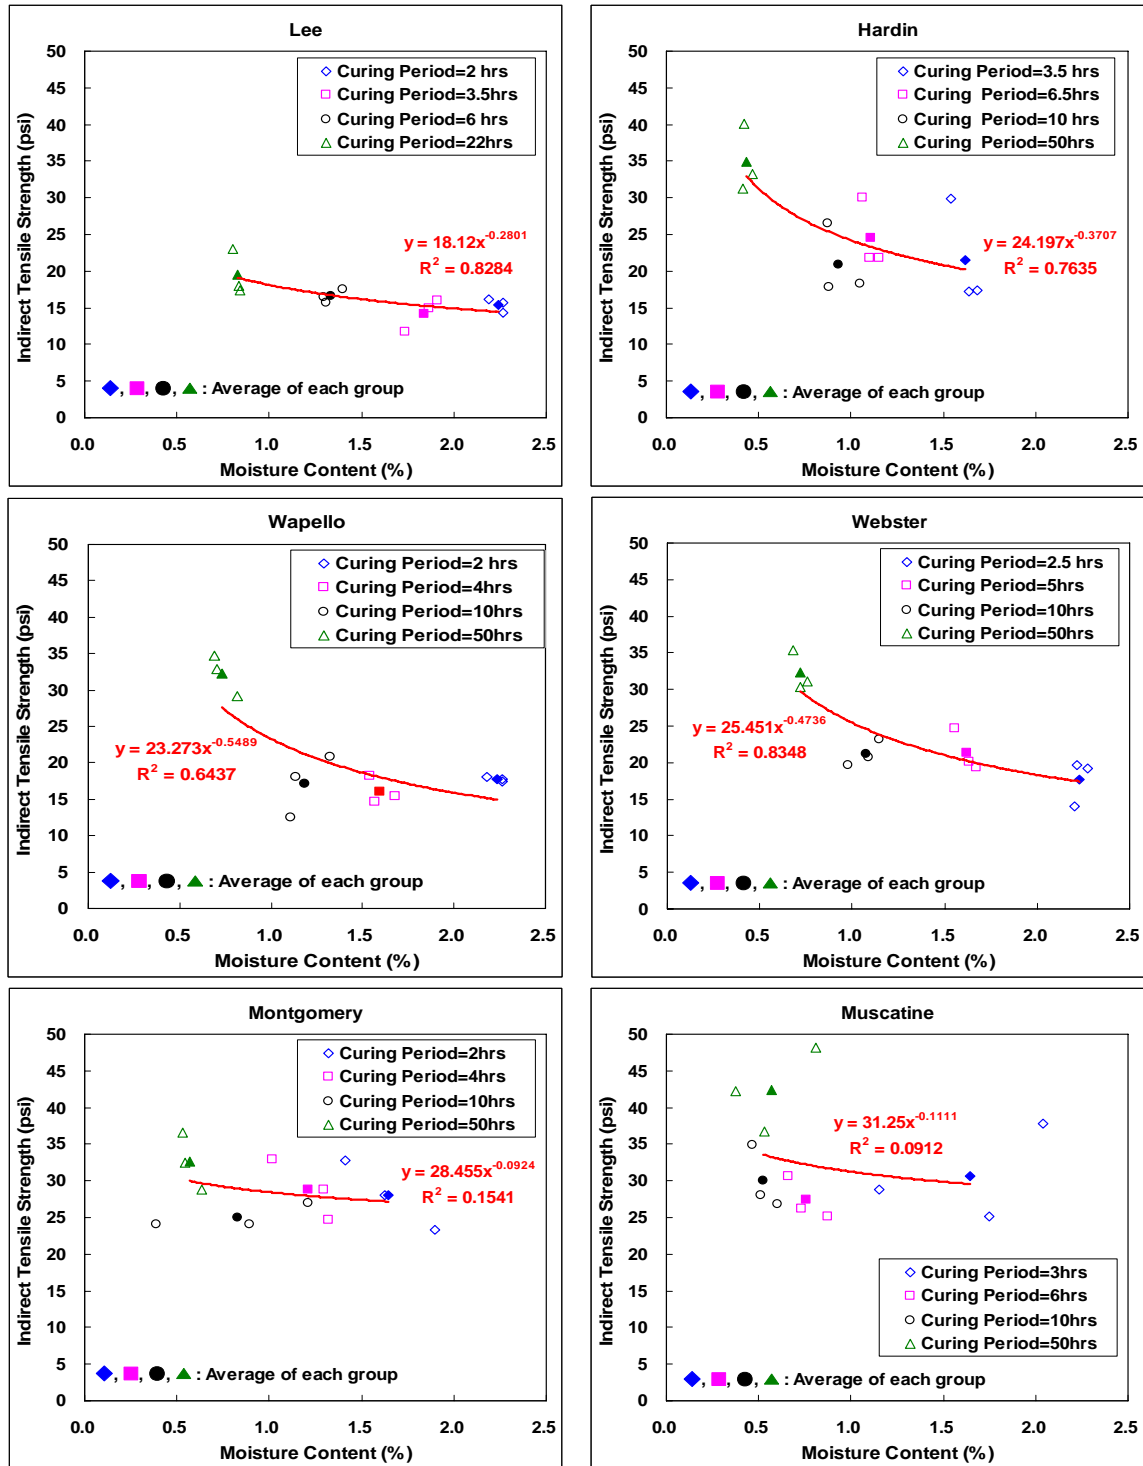 Lee
Indirect Tensile Strength (psi)
50
45
40
35
30
25
20
15
10
5
0
Curing Period=2 hrs
Curing Period=3.5hrs
Curing Period=6 hrs
Curing Period=22hrs
y = 18.12x^-0.2801
R² = 0.8284
, , , : Average of each group
0.0 0.5 1.0 1.5 2.0 2.5
Moisture Content (%)
Hardin
Indirect Tensile Strength (psi)
50
45
40
35
30
25
20
15
10
5
0
Curing Period=3.5 hrs
Curing Period=6.5hrs
Curing Period=10 hrs
Curing Period=50hrs
y = 24.197x^-0.3707
R² = 0.7635
, , , : Average of each group
0.0 0.5 1.0 1.5 2.0 2.5
Moisture Content (%)
Wapello
Indirect Tensile Strength (psi)
50
45
40
35
30
25
20
15
10
5
0
Curing Period=2 hrs
Curing Period=4hrs
Curing Period=10hrs
Curing Period=50hrs
y = 23.273x^-0.5489
R² = 0.6437
, , , : Average of each group
0.0 0.5 1.0 1.5 2.0 2.5
Moisture Content (%)
Webster
Indirect Tensile Strength (psi)
50
45
40
35
30
25
20
15
10
5
0
Curing Period=2.5 hrs
Curing Period=5hrs
Curing Period=10hrs
Curing Period=50hrs
y = 25.451x^-0.4736
R² = 0.8348
, , , : Average of each group
0.0 0.5 1.0 1.5 2.0 2.5
Moisture Content (%)
Montgomery
Indirect Tensile Strength (psi)
50
45
40
35
30
25
20
15
10
5
0
Curing Period=2hrs
Curing Period=4hrs
Curing Period=10hrs
Curing Period=50hrs
y = 28.455x^-0.0924
R² = 0.1541
, , , : Average of each group
0.0 0.5 1.0 1.5 2.0 2.5
Moisture Content (%)
Muscatine
Indirect Tensile Strength (psi)
50
45
40
35
30
25
20
15
10
5
0
y = 31.25x^-0.1111
R² = 0.0912
Curing Period=3hrs
Curing Period=6hrs
Curing Period=10hrs
Curing Period=50hrs
, , , : Average of each group
0.0 0.5 1.0 1.5 2.0 2.5
Moisture Content (%)